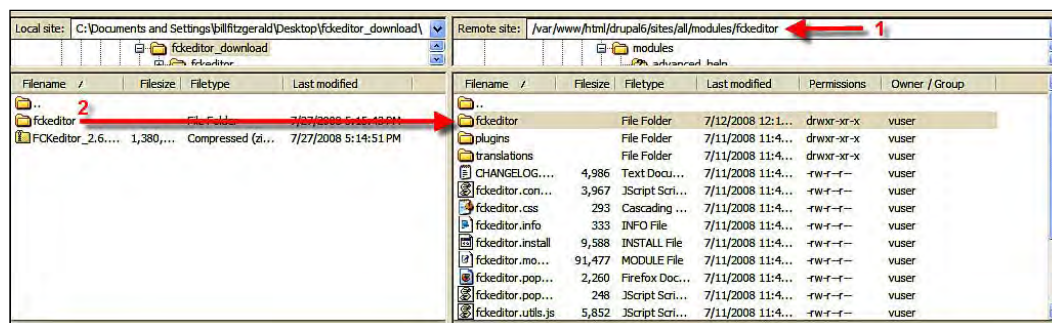 Local site: C:\Documents and Settings\billfitzgerald\Desktop\fckeditor_download\
fckeditor_download
fckeditor
Filename / Filesize Filetype Last modified
..
fckeditor File Folder 7/27/2008 5:15:43 PM
FCKeditor_2.6.... 1,380,... Compressed (zi... 7/27/2008 5:14:51 PM
2
Remote site: /var/www/html/drupal6/sites/all/modules/fckeditor
1
modules
advanced_help
Filename / Filesize Filetype Last modified Permissions Owner / Group
..
fckeditor File Folder 7/12/2008 12:1... drwxr-xr-x vuser
plugins File Folder 7/11/2008 11:4... drwxr-xr-x vuser
translations File Folder 7/11/2008 11:4... drwxr-xr-x vuser
CHANGELOG.... 4,986 Text Docu... 7/11/2008 11:4... -rw-r--r-- vuser
fckeditor.con... 3,967 JScript Scri... 7/11/2008 11:4... -rw-r--r-- vuser
fckeditor.css 293 Cascading ... 7/11/2008 11:4... -rw-r--r-- vuser
fckeditor.info 333 INFO File 7/11/2008 11:4... -rw-r--r-- vuser
fckeditor.install 9,588 INSTALL File 7/11/2008 11:4... -rw-r--r-- vuser
fckeditor.mo... 91,477 MODULE File 7/11/2008 11:4... -rw-r--r-- vuser
fckeditor.pop... 2,260 Firefox Doc... 7/11/2008 11:4... -rw-r--r-- vuser
fckeditor.pop... 248 JScript Scri... 7/11/2008 11:4... -rw-r--r-- vuser
fckeditor.utils.js 5,852 JScript Scri... 7/11/2008 11:4... -rw-r--r-- vuser